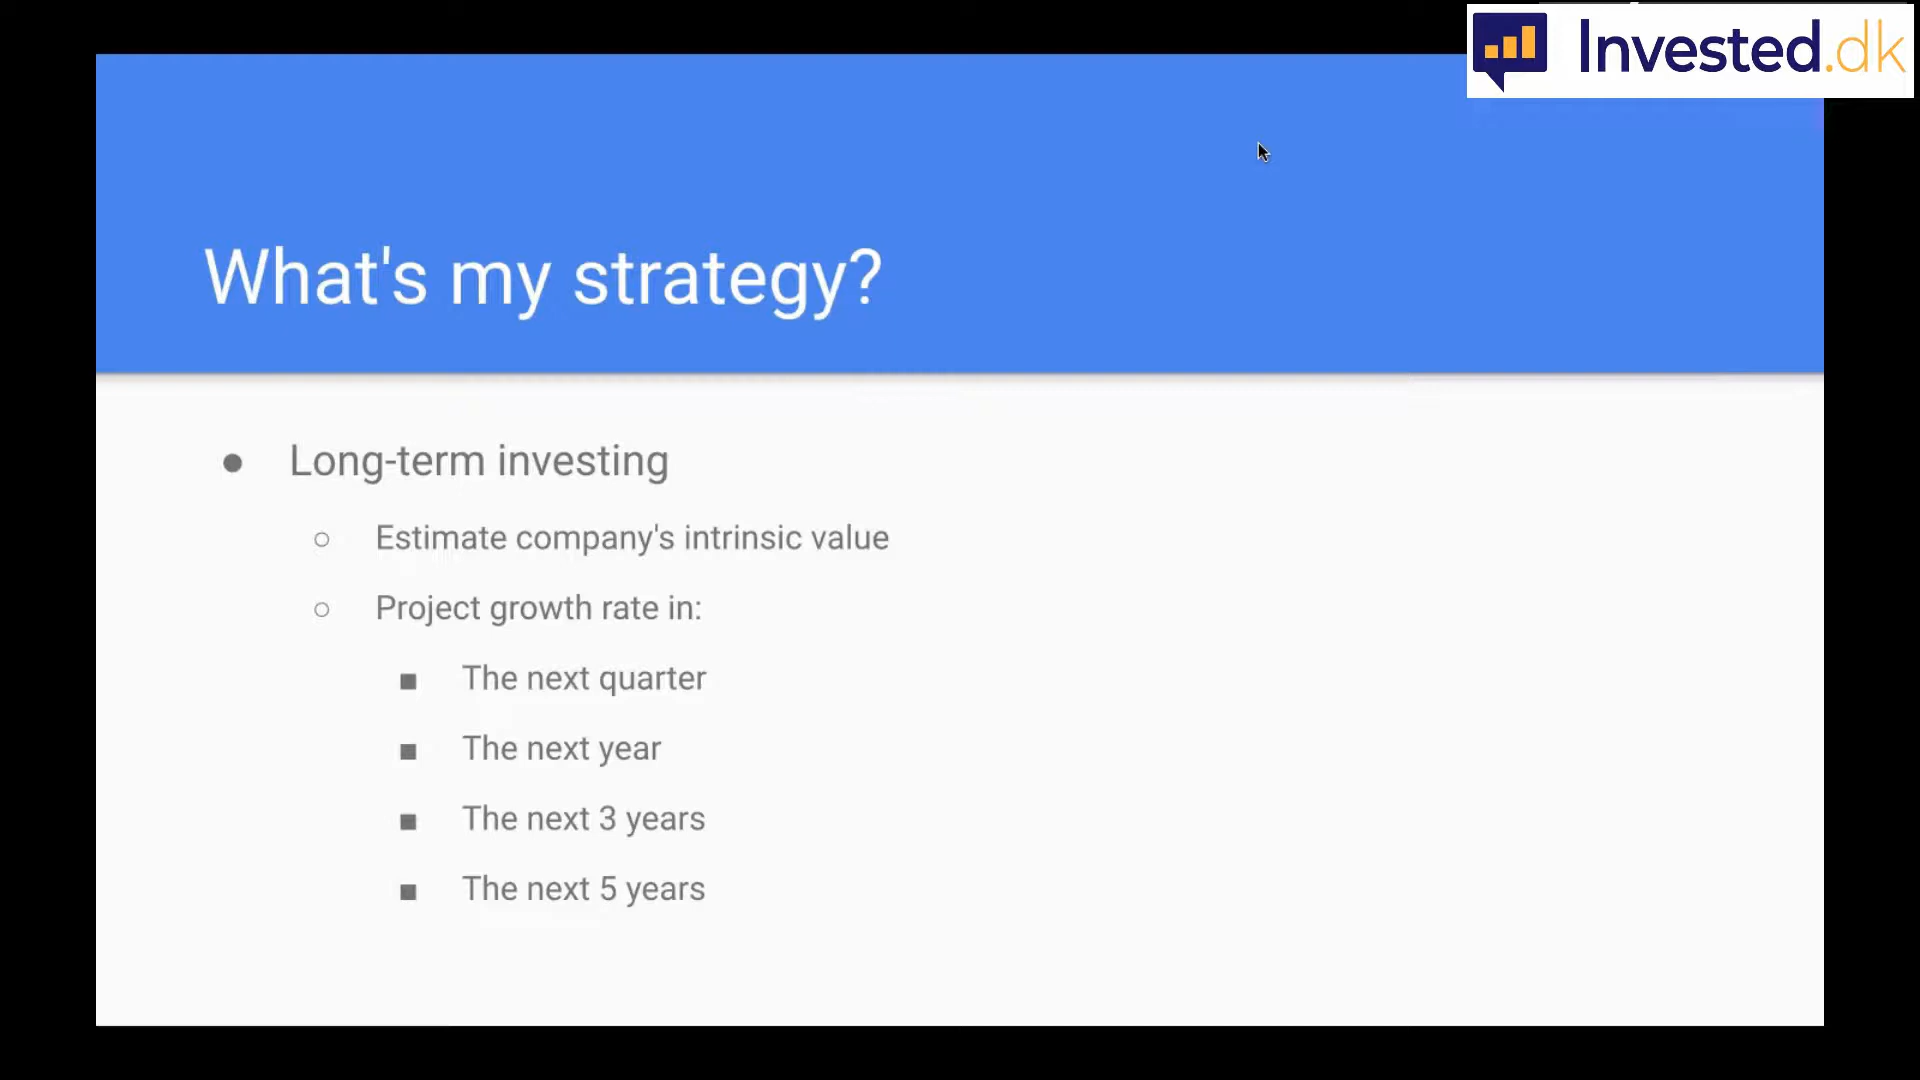 Invested.dk
What's my strategy?
● Long-term investing
○ Estimate company's intrinsic value
○ Project growth rate in:
■ The next quarter
■ The next year
■ The next 3 years
■ The next 5 years